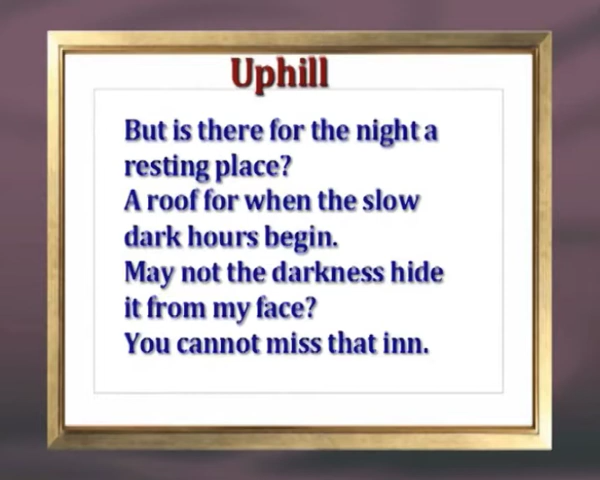 Uphill
But is there for the night a
resting place?
A roof for when the slow
dark hours begin.
May not the darkness hide
it from my face?
You cannot miss that inn.